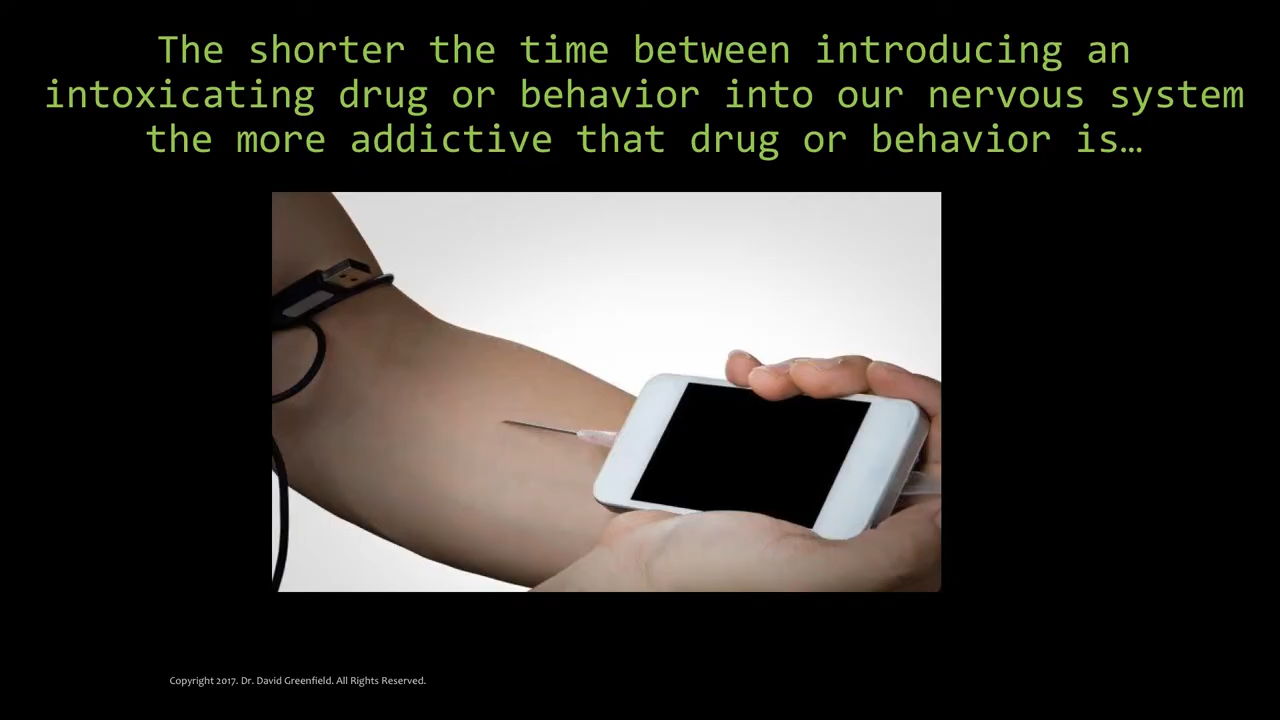 The shorter the time between introducing an
intoxicating drug or behavior into our nervous system
the more addictive that drug or behavior is…
Copyright 2017. Dr. David Greenfield. All Rights Reserved.